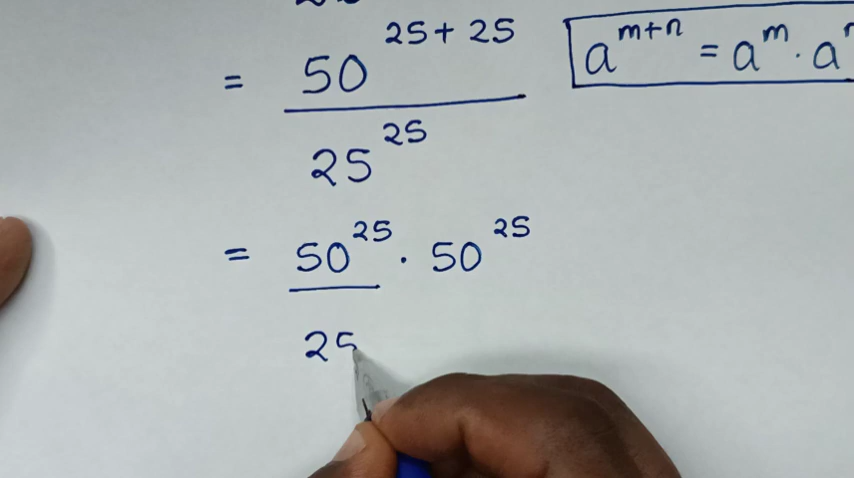 = 50^{25+25} / 25^{25}
a^{m+n} = a^m · a
= 50^{25} · 50^{25}
25